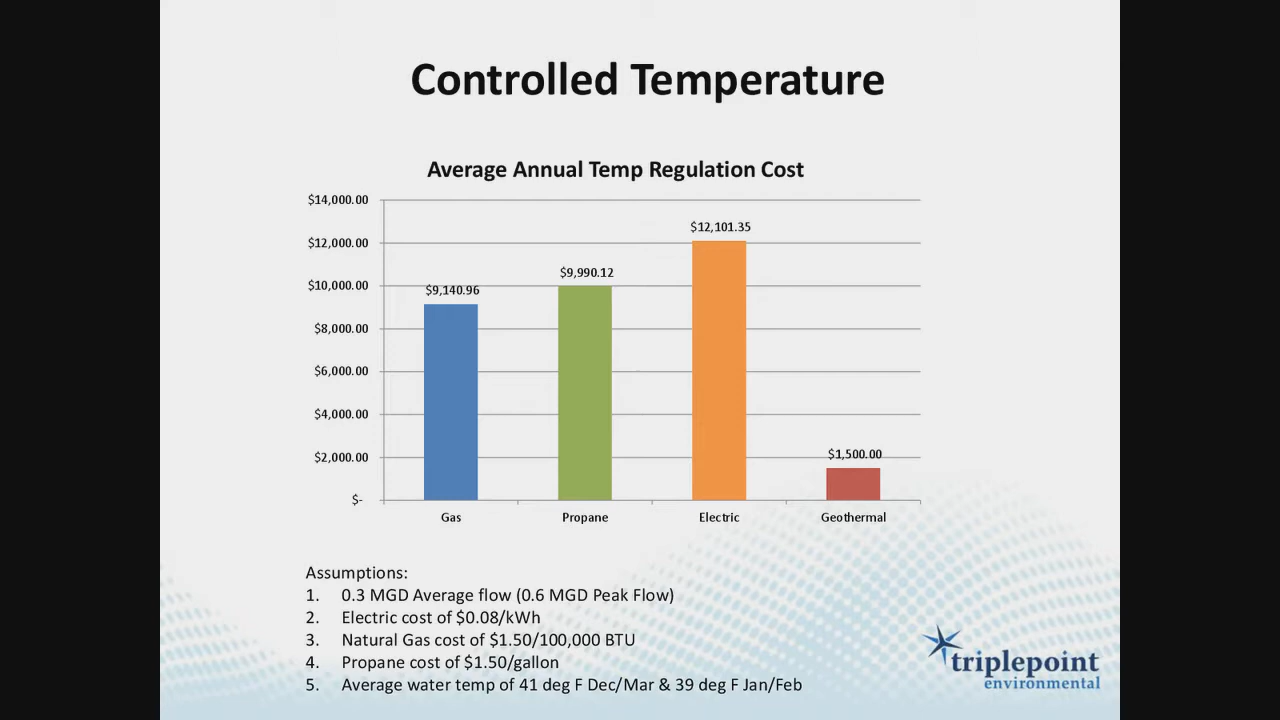 Controlled Temperature
Average Annual Temp Regulation Cost
$14,000.00
$12,000.00
$10,000.00
$8,000.00
$6,000.00
$4,000.00
$2,000.00
$-
$9,140.96
$9,990.12
$12,101.35
$1,500.00
Gas
Propane
Electric
Geothermal
Assumptions:
1. 0.3 MGD Average flow (0.6 MGD Peak Flow)
2. Electric cost of $0.08/kWh
3. Natural Gas cost of $1.50/100,000 BTU
4. Propane cost of $1.50/gallon
5. Average water temp of 41 deg F Dec/Mar & 39 deg F Jan/Feb
triplepoint
environmental